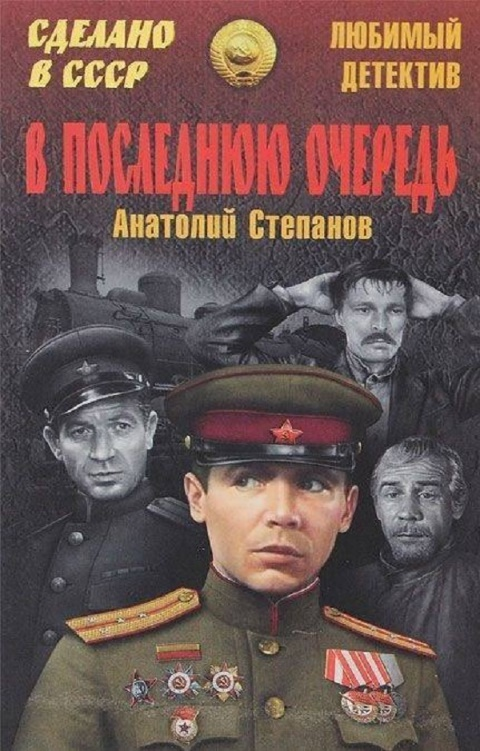 СДЕЛАНО
В СССР
ЛЮБИМЫЙ
ДЕТЕКТИВ
В ПОСЛЕДНЮЮ ОЧЕРЕДЬ
Анатолий Степанов